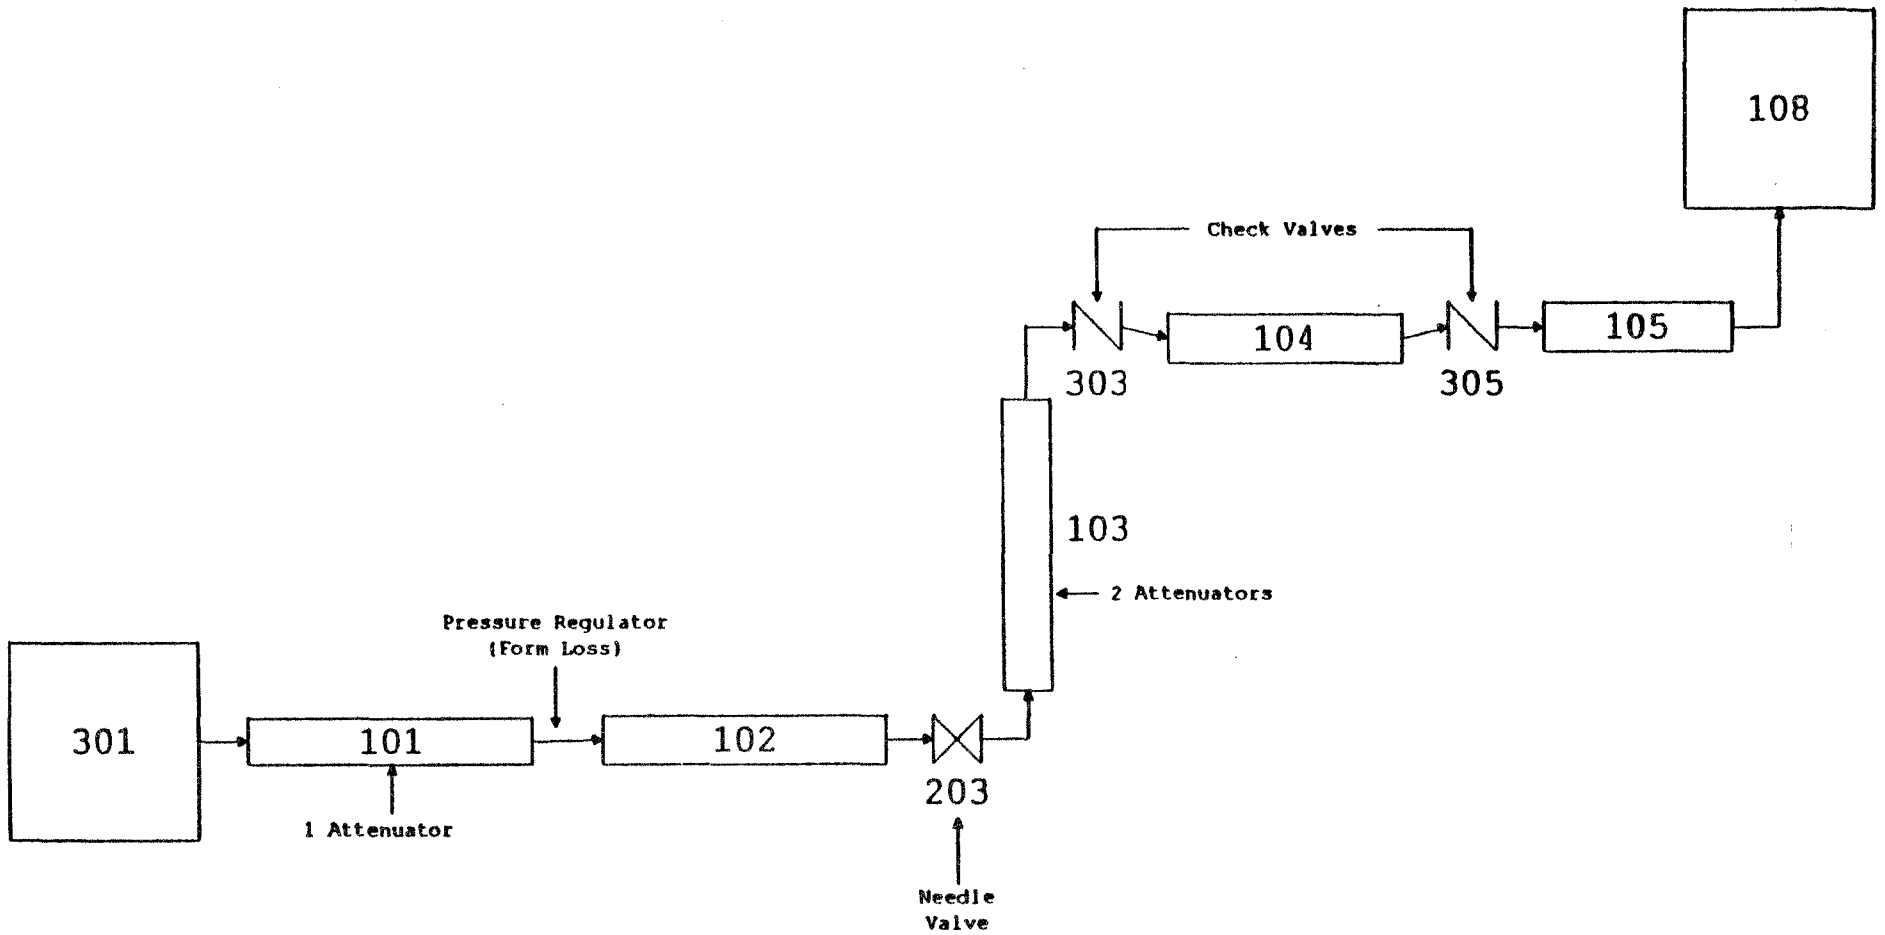 108
Check Valves
104
105
303
305
103
2 Attenuators
Pressure Regulator
(Form Loss)
301
101
102
203
1 Attenuator
Needle
Valve